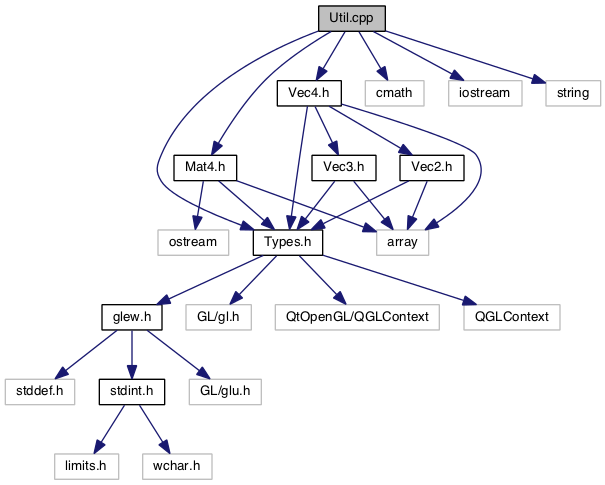 Util.cpp
Vec4.h
cmath
iostream
string
Mat4.h
Vec3.h
Vec2.h
ostream
Types.h
array
glew.h
GL/gl.h
QtOpenGL/QGLContext
QGLContext
stddef.h
stdint.h
GL/glu.h
limits.h
wchar.h